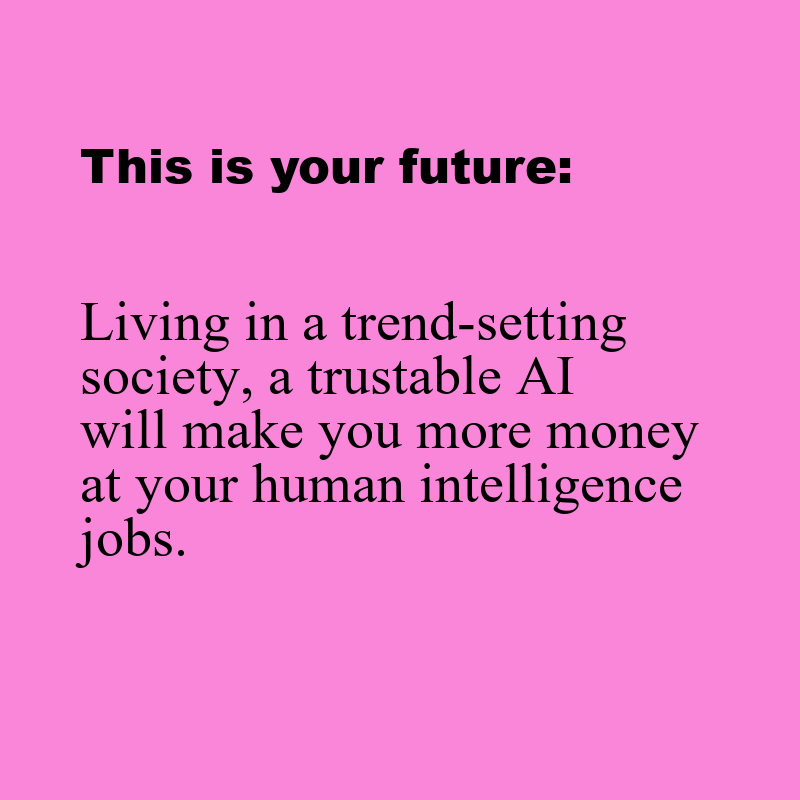 This is your future:
Living in a trend-setting
society, a trustable AI
will make you more money
at your human intelligence
jobs.